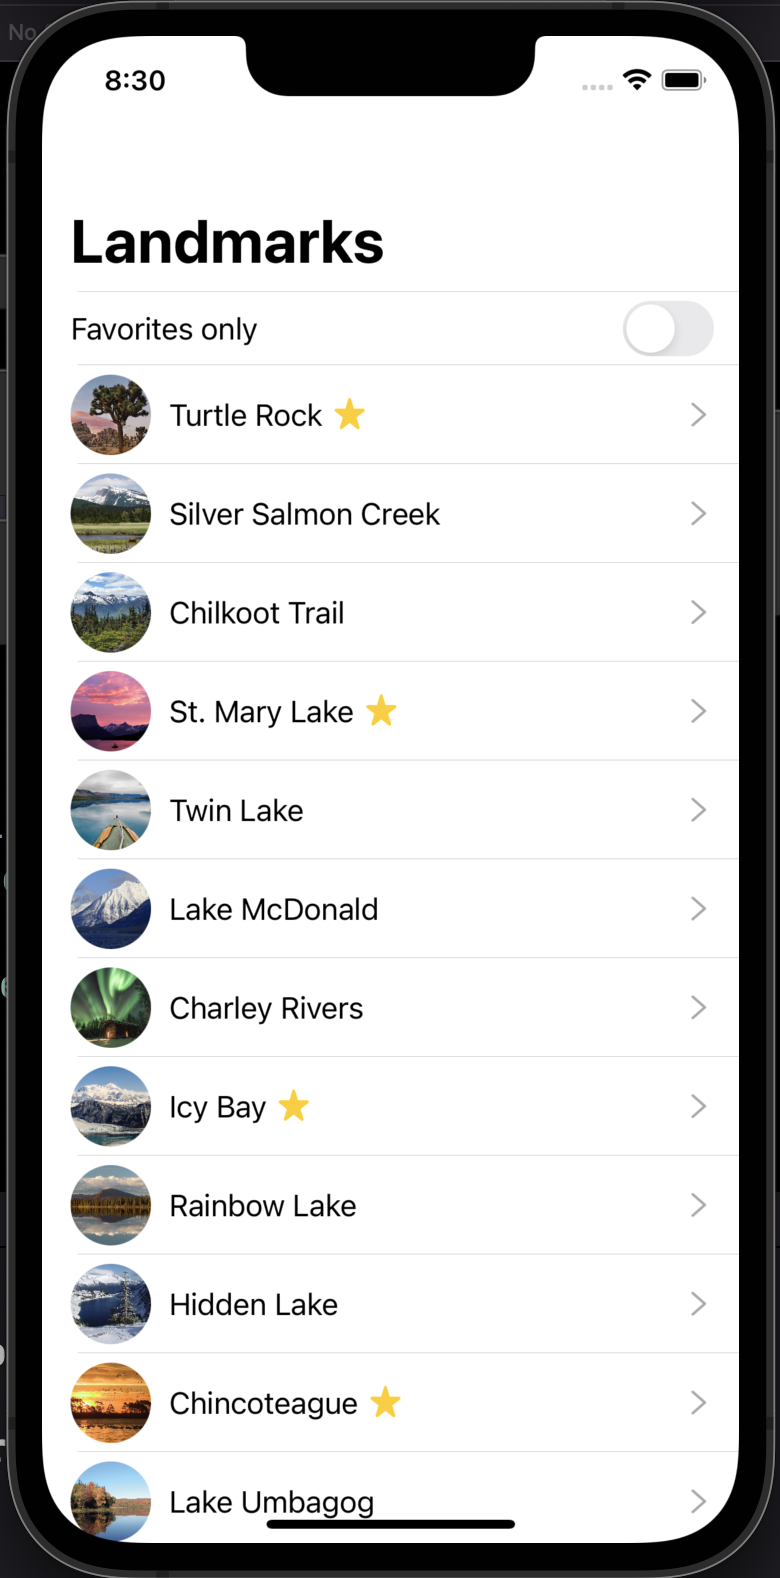 No
8:30
Landmarks
Favorites only
Turtle Rock
Silver Salmon Creek
Chilkoot Trail
St. Mary Lake
Twin Lake
Lake McDonald
Charley Rivers
Icy Bay
Rainbow Lake
Hidden Lake
Chincoteague
Lake Umbagog